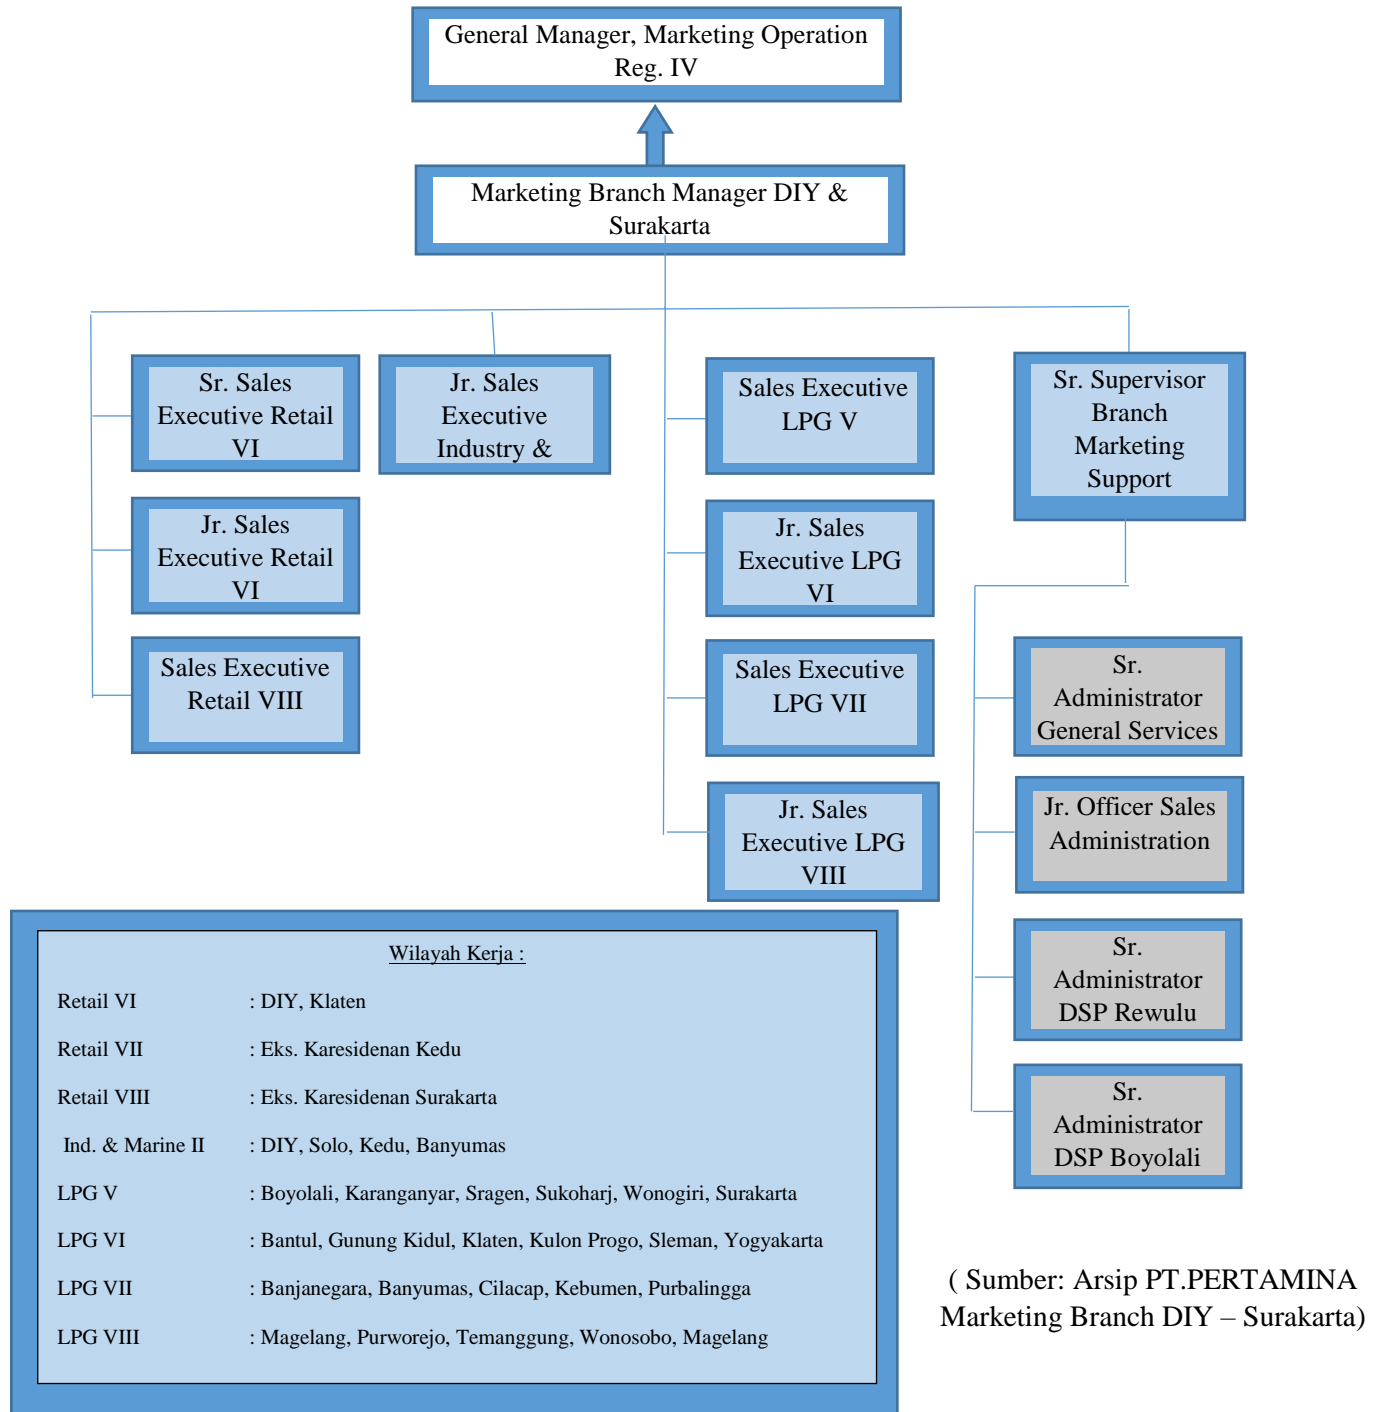 General Manager, Marketing Operation
Reg. IV
Marketing Branch Manager DIY &
Surakarta
Sr. Sales
Executive Retail
VI
Jr. Sales
Executive Retail
VI
Sales Executive
Retail VIII
Jr. Sales
Executive
Industry &
Sales Executive
LPG V
Jr. Sales
Executive LPG
VI
Sales Executive
LPG VII
Jr. Sales
Executive LPG
VIII
Sr. Supervisor
Branch
Marketing
Support
Sr.
Administrator
General Services
Jr. Officer Sales
Administration
Sr.
Administrator
DSP Rewulu
Sr.
Administrator
DSP Boyolali
Wilayah Kerja :
Retail VI : DIY, Klaten
Retail VII : Eks. Karesidenan Kedu
Retail VIII : Eks. Karesidenan Surakarta
Ind. & Marine II : DIY, Solo, Kedu, Banyumas
LPG V : Boyolali, Karanganyar, Sragen, Sukoharj, Wonogiri, Surakarta
LPG VI : Bantul, Gunung Kidul, Klaten, Kulon Progo, Sleman, Yogyakarta
LPG VII : Banjanegara, Banyumas, Cilacap, Kebumen, Purbalingga
LPG VIII : Magelang, Purworejo, Temanggung, Wonosobo, Magelang
( Sumber: Arsip PT.PERTAMINA
Marketing Branch DIY – Surakarta)